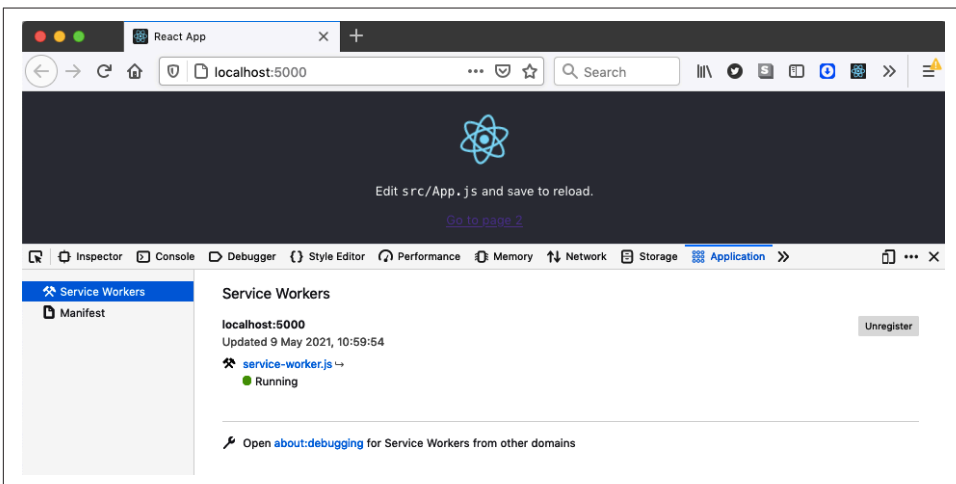 React App
localhost:5000
Search
Edit src/App.js and save to reload.
Go to page 2
Inspector Console Debugger {} Style Editor Performance Memory Network Storage Application
Service Workers
Manifest
Service Workers
localhost:5000
Unregister
Updated 9 May 2021, 10:59:54
service-worker.js
Running
Open about:debugging for Service Workers from other domains